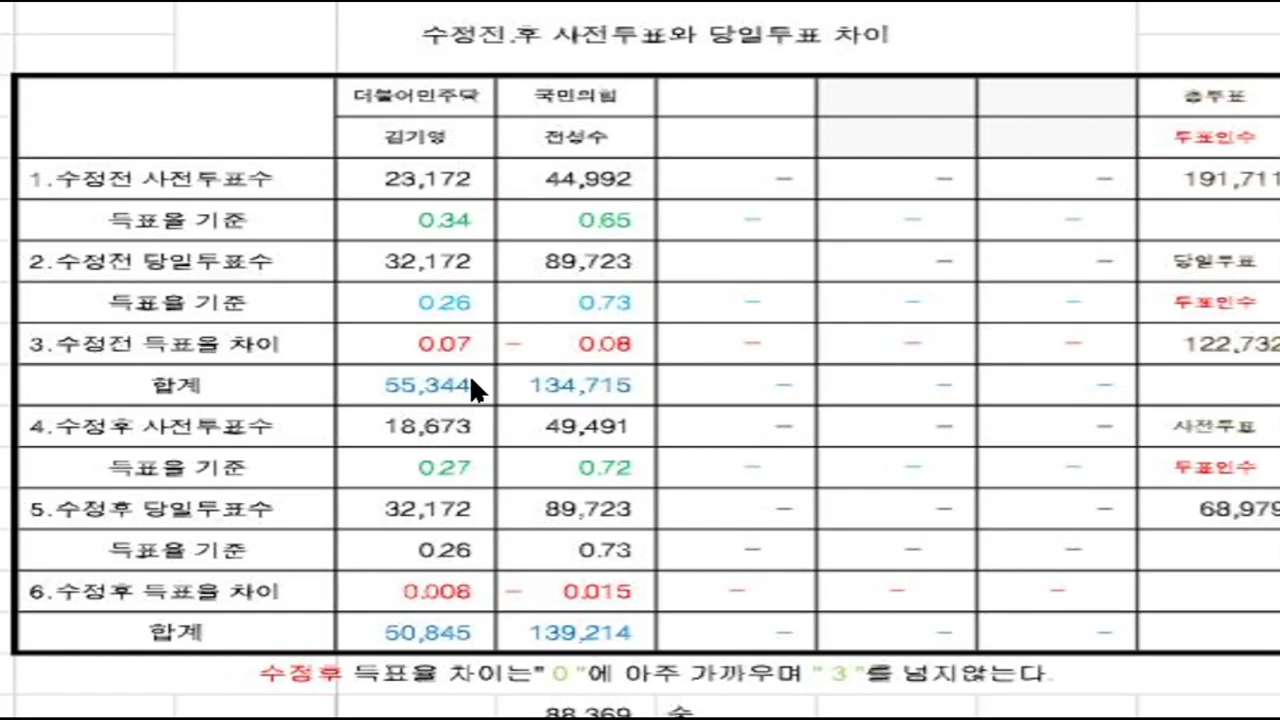 수정진.후 사전투표와 당일투표 차이
더불어민주당 국민의힘 총투표
김기영 전성수 투표인수
1.수정전 사전투표수 23,172 44,992 – – – 191,711
득표율 기준 0.34 0.65 – – –
2.수정전 당일투표수 32,172 89,723 – – 당일투표
득표율 기준 0.26 0.73 – – – 투표인수
3.수정전 득표율 차이 0.07 – 0.08 – – – 122,732
합계 55,344 134,715 – – –
4.수정후 사전투표수 18,673 49,491 – – – 사전투표
득표율 기준 0.27 0.72 – – – 투표인수
5.수정후 당일투표수 32,172 89,723 – – 68,979
득표율 기준 0.26 0.73 – – –
6.수정후 득표율 차이 0.008 – 0.015 – – –
합계 50,845 139,214 – – –
수정후 득표율 차이는" 0 "에 아주 가까우며 " 3 "를 넘지않는다.
88,369